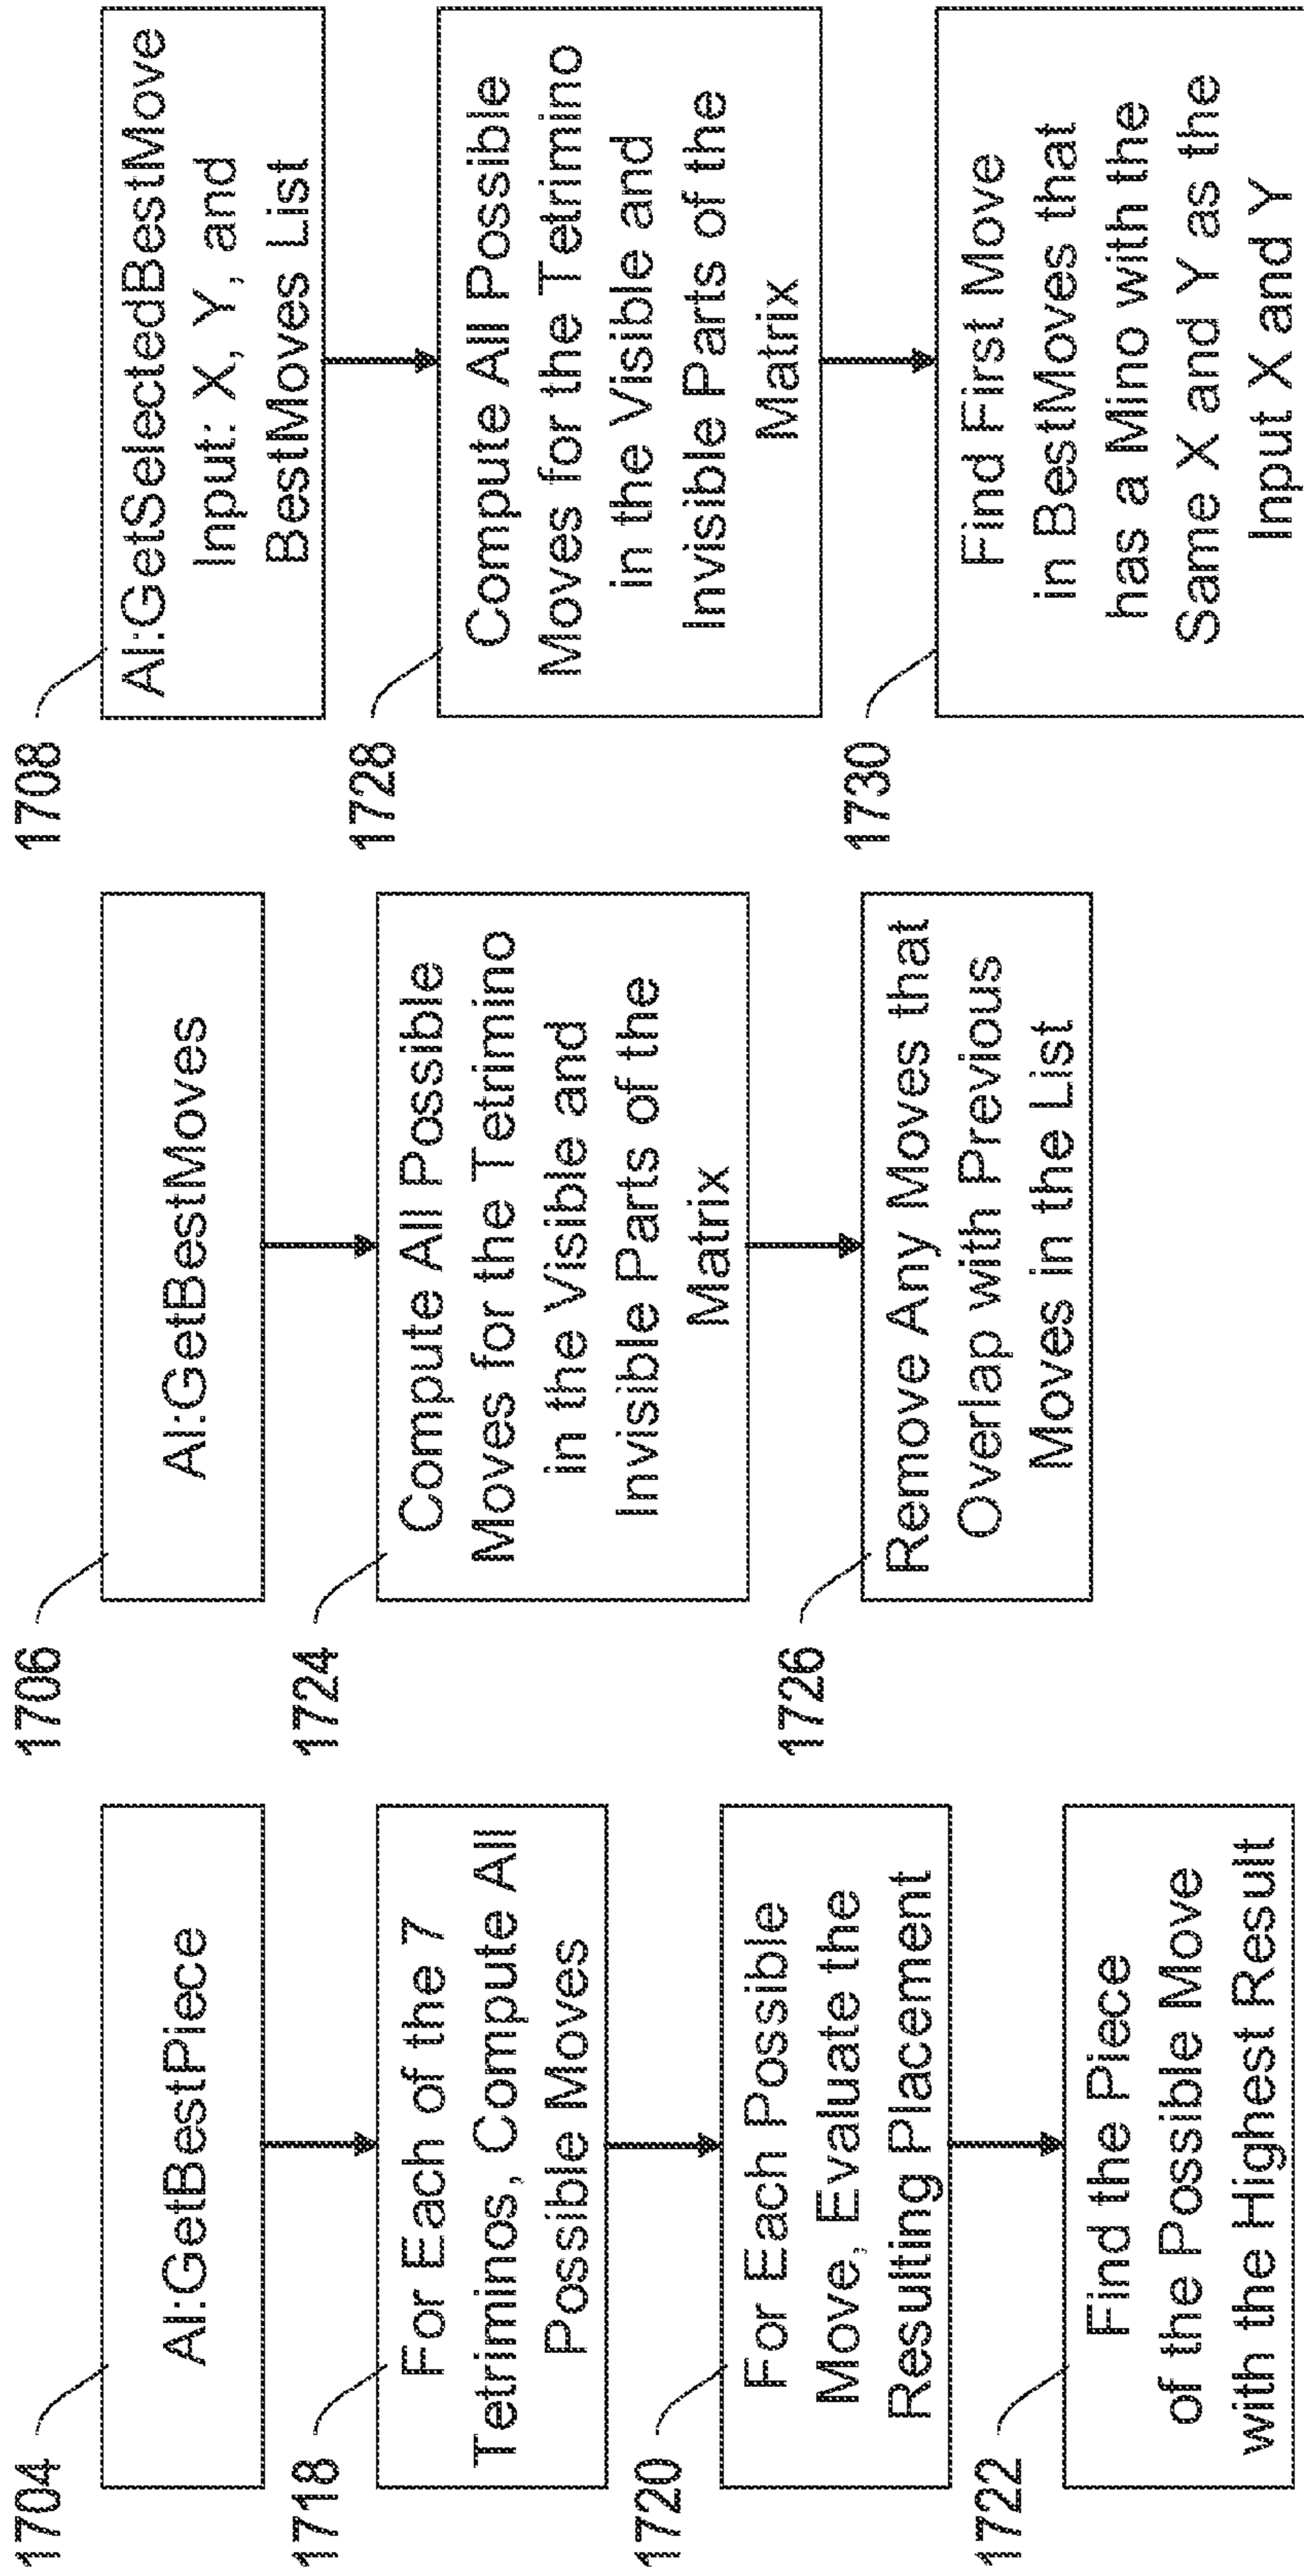 1704
AI:GetBestPiece
1718
For Each of the 7
Tetriminos, Compute All
Possible Moves
1720
For Each Possible
Move, Evaluate the
Resulting Placement
1722
Find the Piece
of the Possible Move
with the Highest Result
1706
AI:GetBestMoves
1724
Compute All Possible
Moves for the Tetrimino
in the Visible and
Invisible Parts of the
Matrix
1726
Remove Any Moves that
Overlap with Previous
Moves in the List
1708
AI:GetSelectedBestMove
Input: X, Y, and
BestMoves List
1728
Compute All Possible
Moves for the Tetrimino
in the Visible and
Invisible Parts of the
Matrix
1730
Find First Move
in BestMoves that
has a Mino with the
Same X and Y as the
Input X and Y